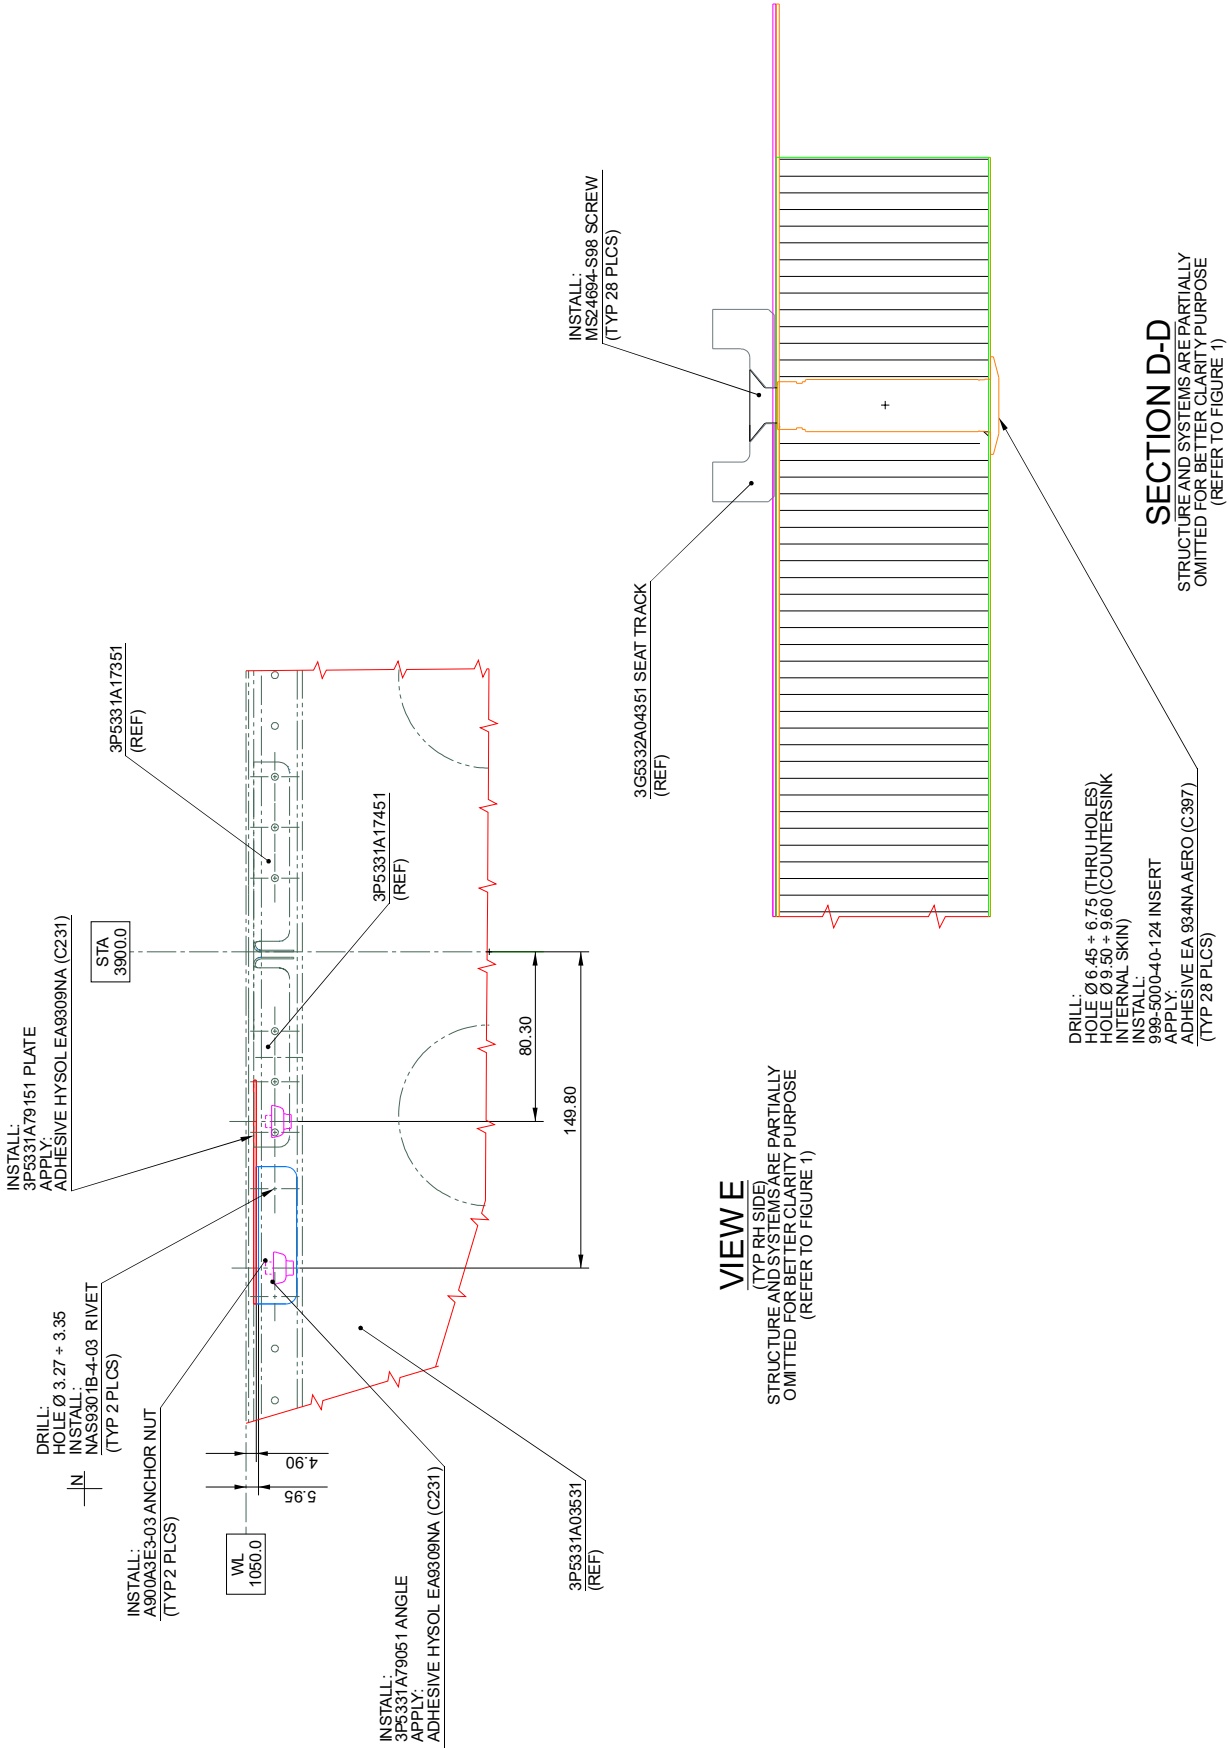 INSTALL:
3P5331A79151 PLATE
APPLY:
ADHESIVE HYSOL EA9309NA (C231)
DRILL:
HOLE Ø 3.27 ÷ 3.35
INSTALL:
NAS9301B-4-03 RIVET
(TYP 2 PLCS)
N
INSTALL:
A900A3E3-03 ANCHOR NUT
(TYP 2 PLCS)
STA
3900.0
3P5331A17351
(REF)
3P5331A17451
(REF)
WL
1050.0
4.90
5.95
80.30
149.80
INSTALL:
3P5331A79051 ANGLE
APPLY:
ADHESIVE HYSOL EA9309NA (C231)
3P5331A03531
(REF)
VIEW E
(TYP RH SIDE)
STRUCTURE AND SYSTEMS ARE PARTIALLY
OMITTED FOR BETTER CLARITY PURPOSE
(REFER TO FIGURE 1)
INSTALL:
MS24694-S98 SCREW
(TYP 28 PLCS)
3G5332A04351 SEAT TRACK
(REF)
DRILL:
HOLE Ø 6.45 ÷ 6.75 (THRU HOLES)
HOLE Ø 9.50 ÷ 9.60 (COUNTERSINK
INTERNAL SKIN)
INSTALL:
999-5000-40-124 INSERT
APPLY:
ADHESIVE EA 934NA AERO (C397)
(TYP 28 PLCS)
SECTION D-D
STRUCTURE AND SYSTEMS ARE PARTIALLY
OMITTED FOR BETTER CLARITY PURPOSE
(REFER TO FIGURE 1)